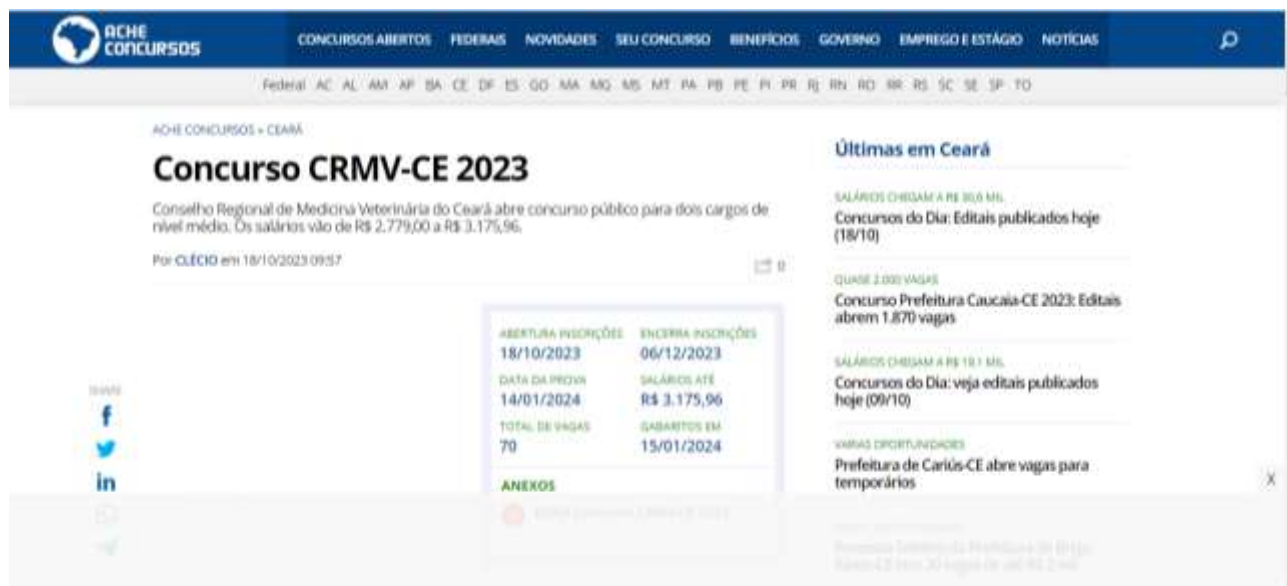 ACHE
CONCURSOS
CONCURSOS ABERTOS FEDERAIS NOVIDADES SEU CONCURSO BENEFÍCIOS GOVERNO EMPREGO E ESTÁGIO NOTÍCIAS
Federal AC AL AM AP BA CE DF ES GO MA MG MS MT PA PB PE PI PR RJ RN RO RR RS SC SE SP TO
ACHE CONCURSOS » CEARÁ
Concurso CRMV-CE 2023
Conselho Regional de Medicina Veterinária do Ceará abre concurso público para dois cargos de
nível médio. Os salários vão de R$ 2.779,00 a R$ 3.175,96.
Por CLÉCIO em 18/10/2023 09:57
0
SHARE
ABERTURA INSCRIÇÕES ENCERRA INSCRIÇÕES
18/10/2023 06/12/2023
DATA DA PROVA SALÁRIOS ATÉ
14/01/2024 R$ 3.175,96
TOTAL DE VAGAS GABARITOS EM
70 15/01/2024
ANEXOS
Últimas em Ceará
SALÁRIOS CHEGAM A R$ MIL
Concursos do Dia: Editais publicados hoje
(18/10)
QUASE 2.000 VAGAS
Concurso Prefeitura Caucaia-CE 2023: Editais
abrem 1.870 vagas
SALÁRIOS CHEGAM A R$ 19,1 MIL
Concursos do Dia: veja editais publicados
hoje (09/10)
VÁRIAS OPORTUNIDADES
Prefeitura de Cariús-CE abre vagas para
temporários
X